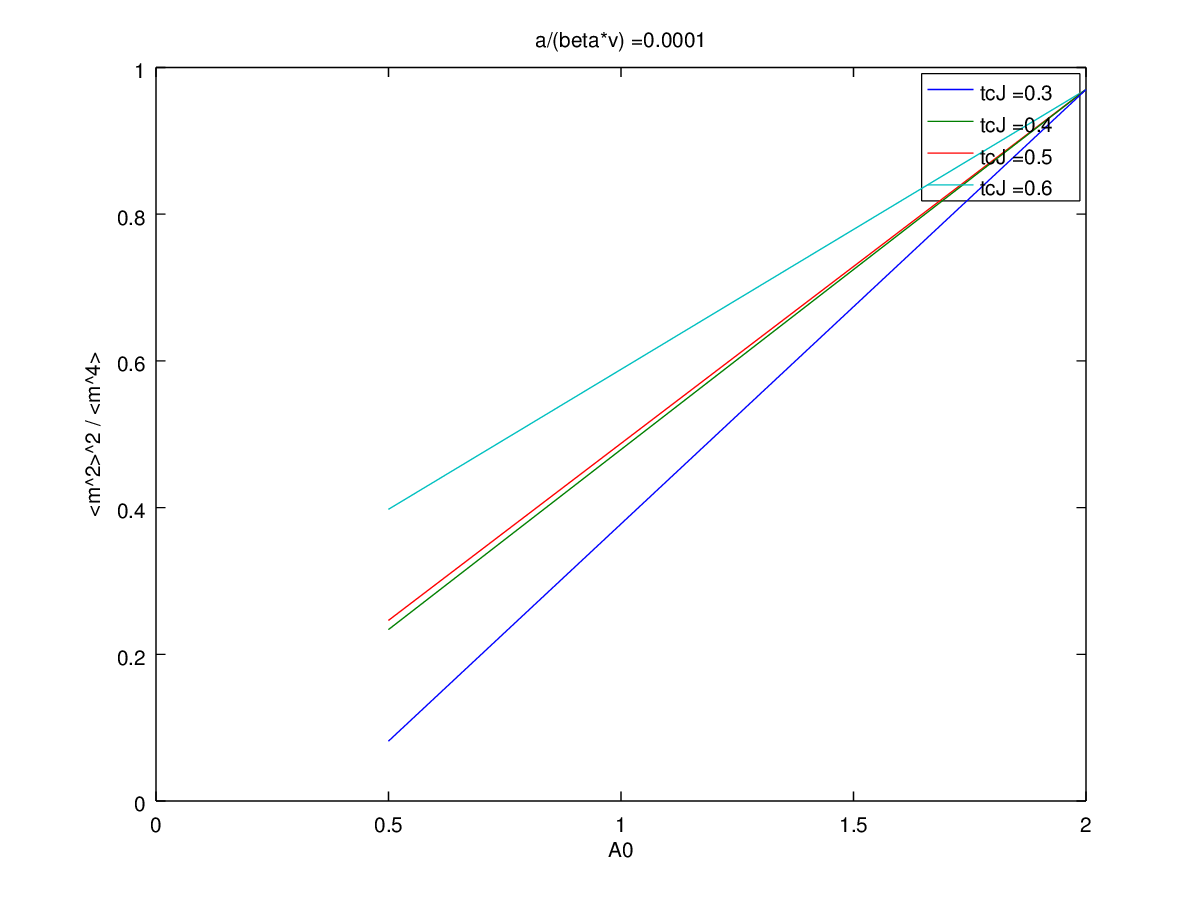 a/(beta*v) =0.0001
1
0.8
0.6
0.4
0.2
0
<m^2>^2 / <m^4>
tcJ =0.3
tcJ =0.4
tcJ =0.5
tcJ =0.6
0
0.5
1
1.5
2
A0